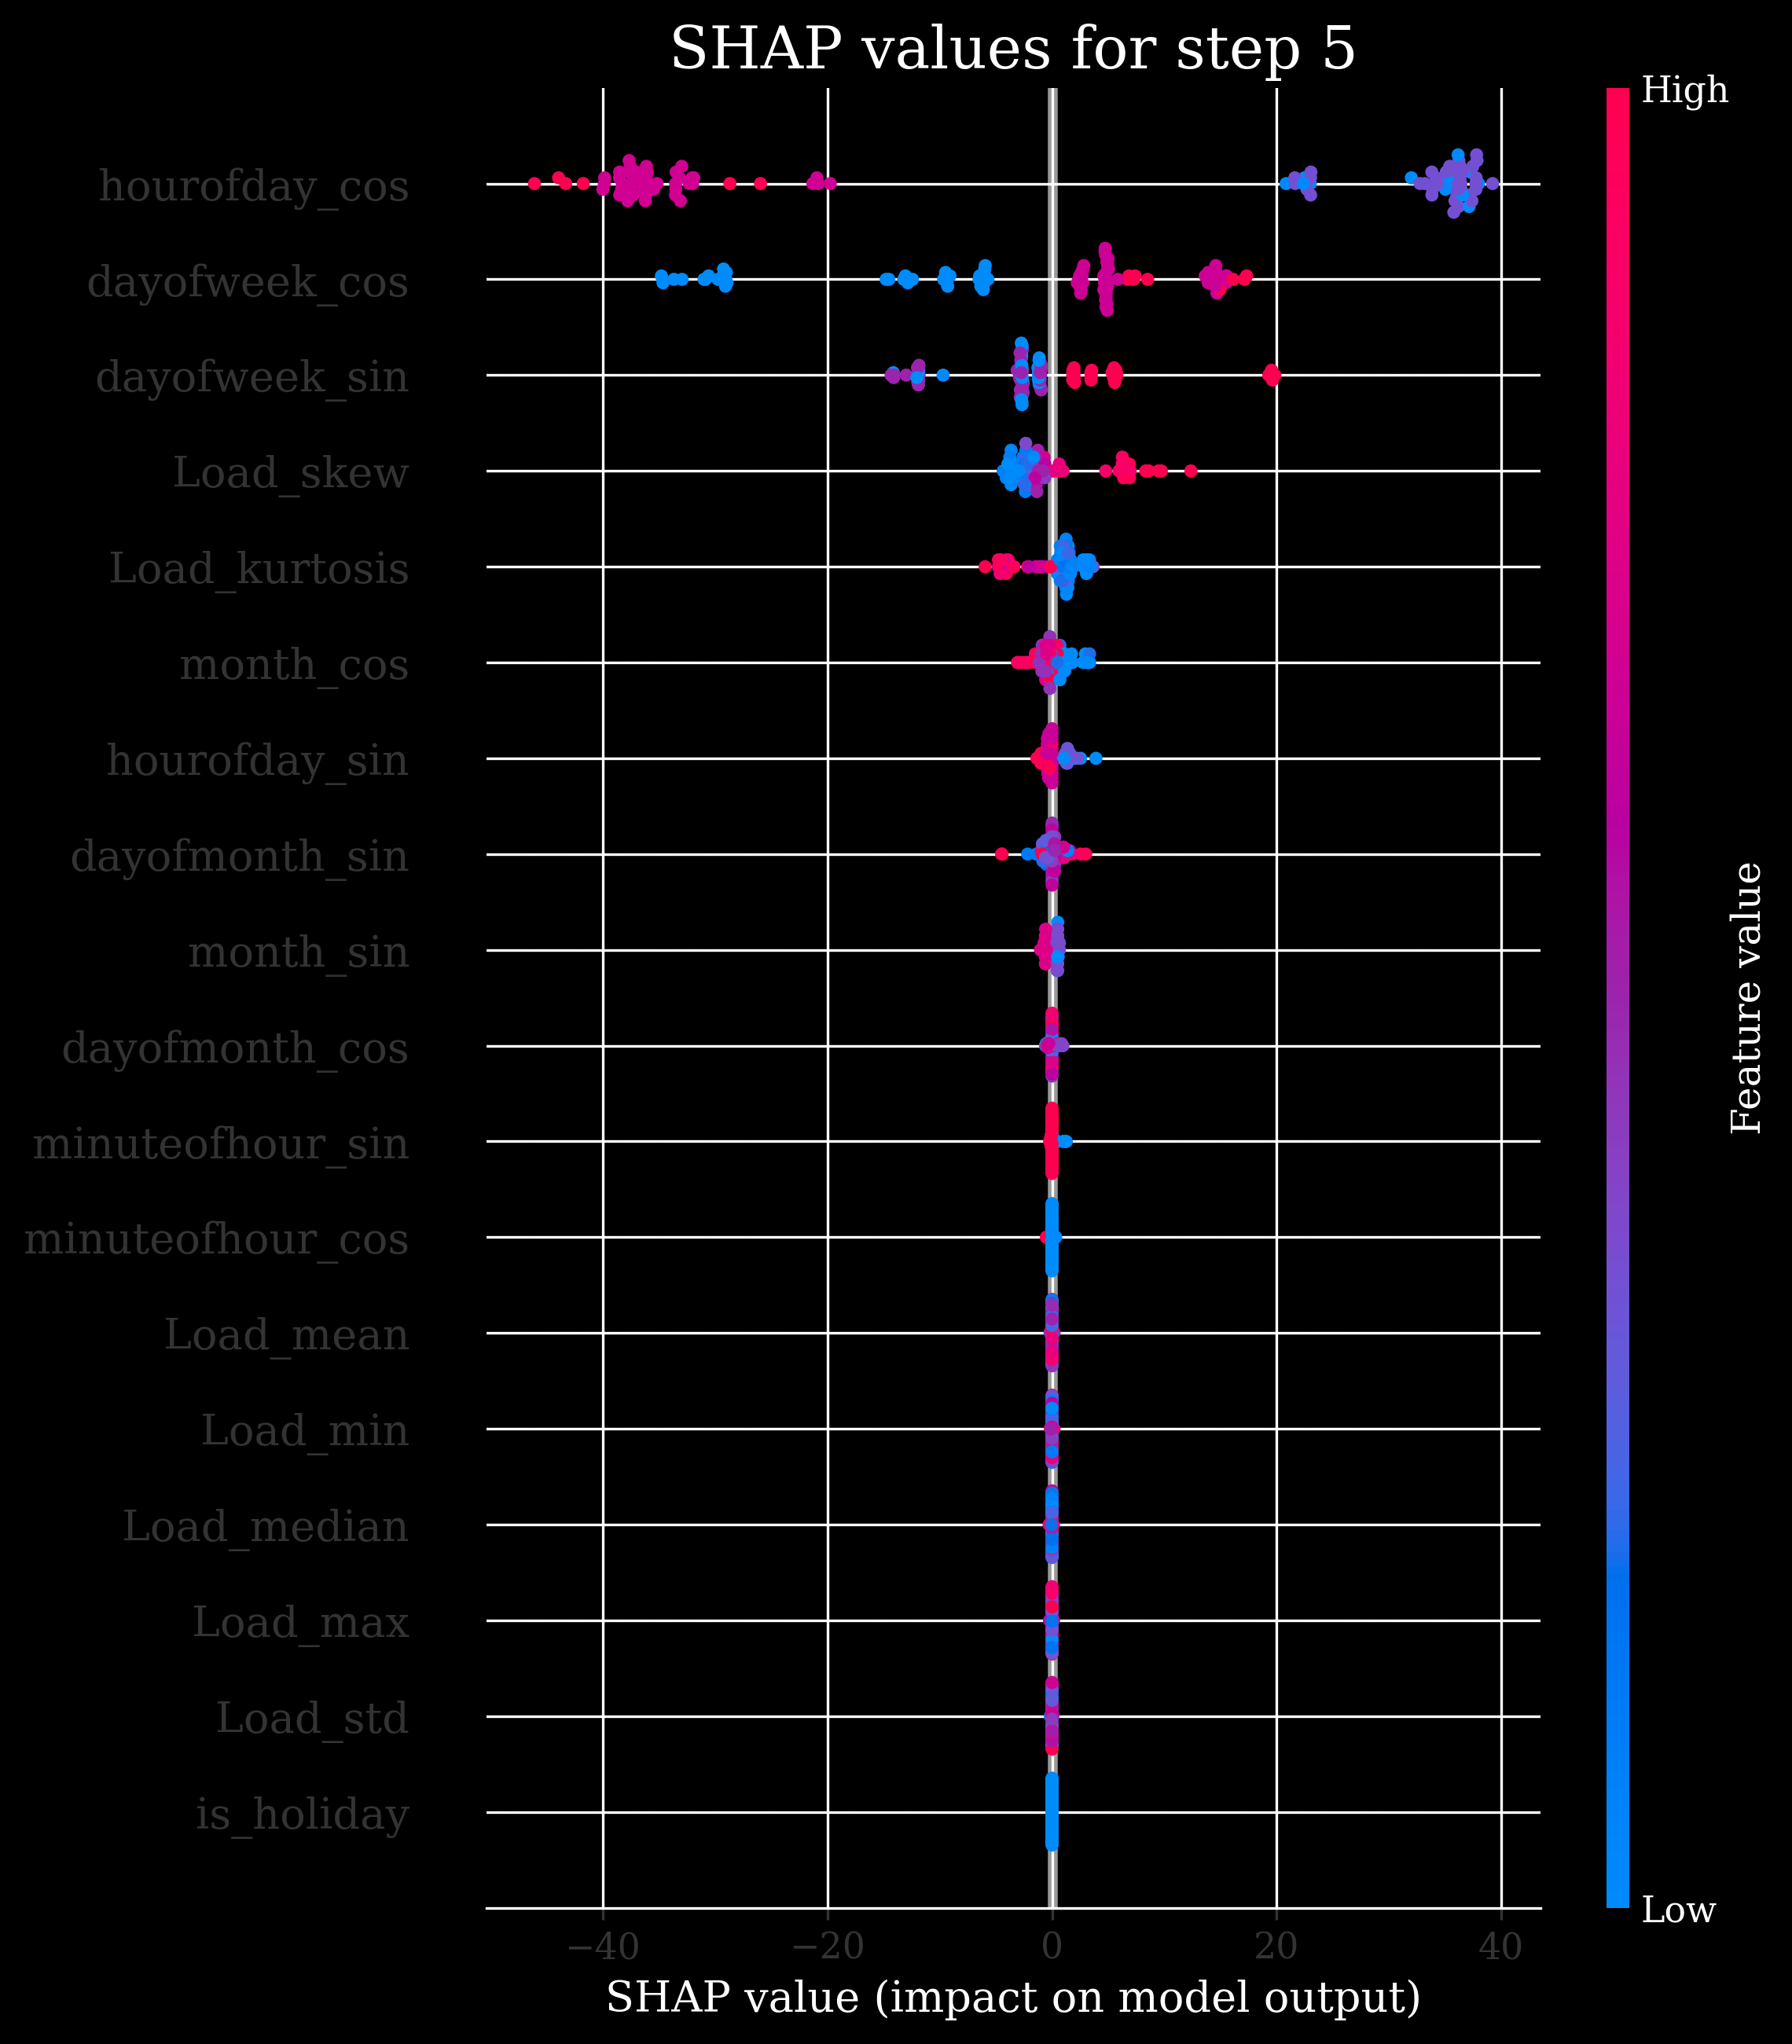 SHAP values for step 5
High
hourofday_cos
dayofweek_cos
dayofweek_sin
Load_skew
Load_kurtosis
month_cos
hourofday_sin
dayofmonth_sin
month_sin
dayofmonth_cos
minuteofhour_sin
minuteofhour_cos
Load_mean
Load_min
Load_median
Load_max
Load_std
is_holiday
Feature value
Low
−40 −20 0 20 40
SHAP value (impact on model output)